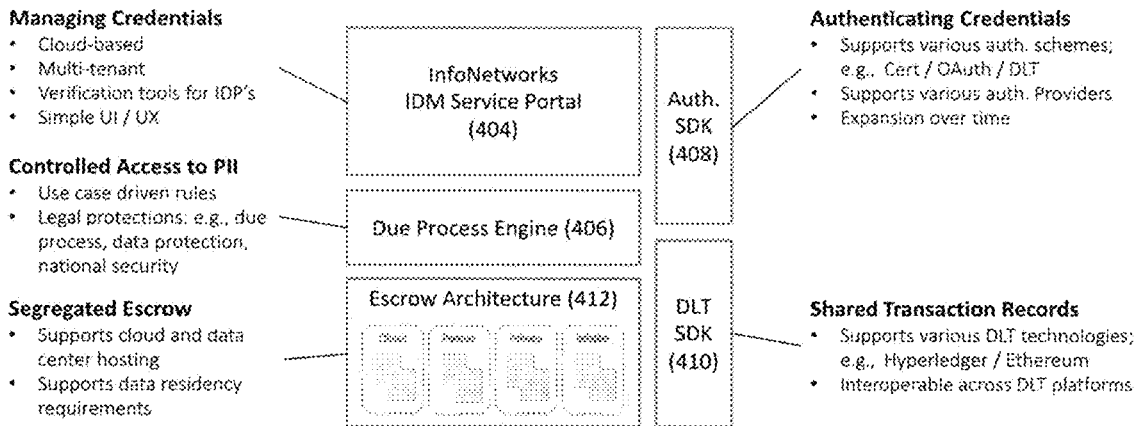 Managing Credentials
• Cloud-based
• Multi-tenant
• Verification tools for IDP's
• Simple UI / UX
Controlled Access to PII
• Use case driven rules
• Legal protections: e.g., due
process, data protection,
national security
Segregated Escrow
• Supports cloud and data
center hosting
• Supports data residency
requirements
InfoNetworks
IDM Service Portal
(404)
Due Process Engine (406)
Escrow Architecture (412)
Auth.
SDK
(408)
DLT
SDK
(410)
Authenticating Credentials
• Supports various auth. schemes;
e.g., Cert / OAuth / DLT
• Supports various auth. Providers
• Expansion over time
Shared Transaction Records
• Supports various DLT technologies;
e.g., Hyperledger / Ethereum
• Interoperable across DLT platforms